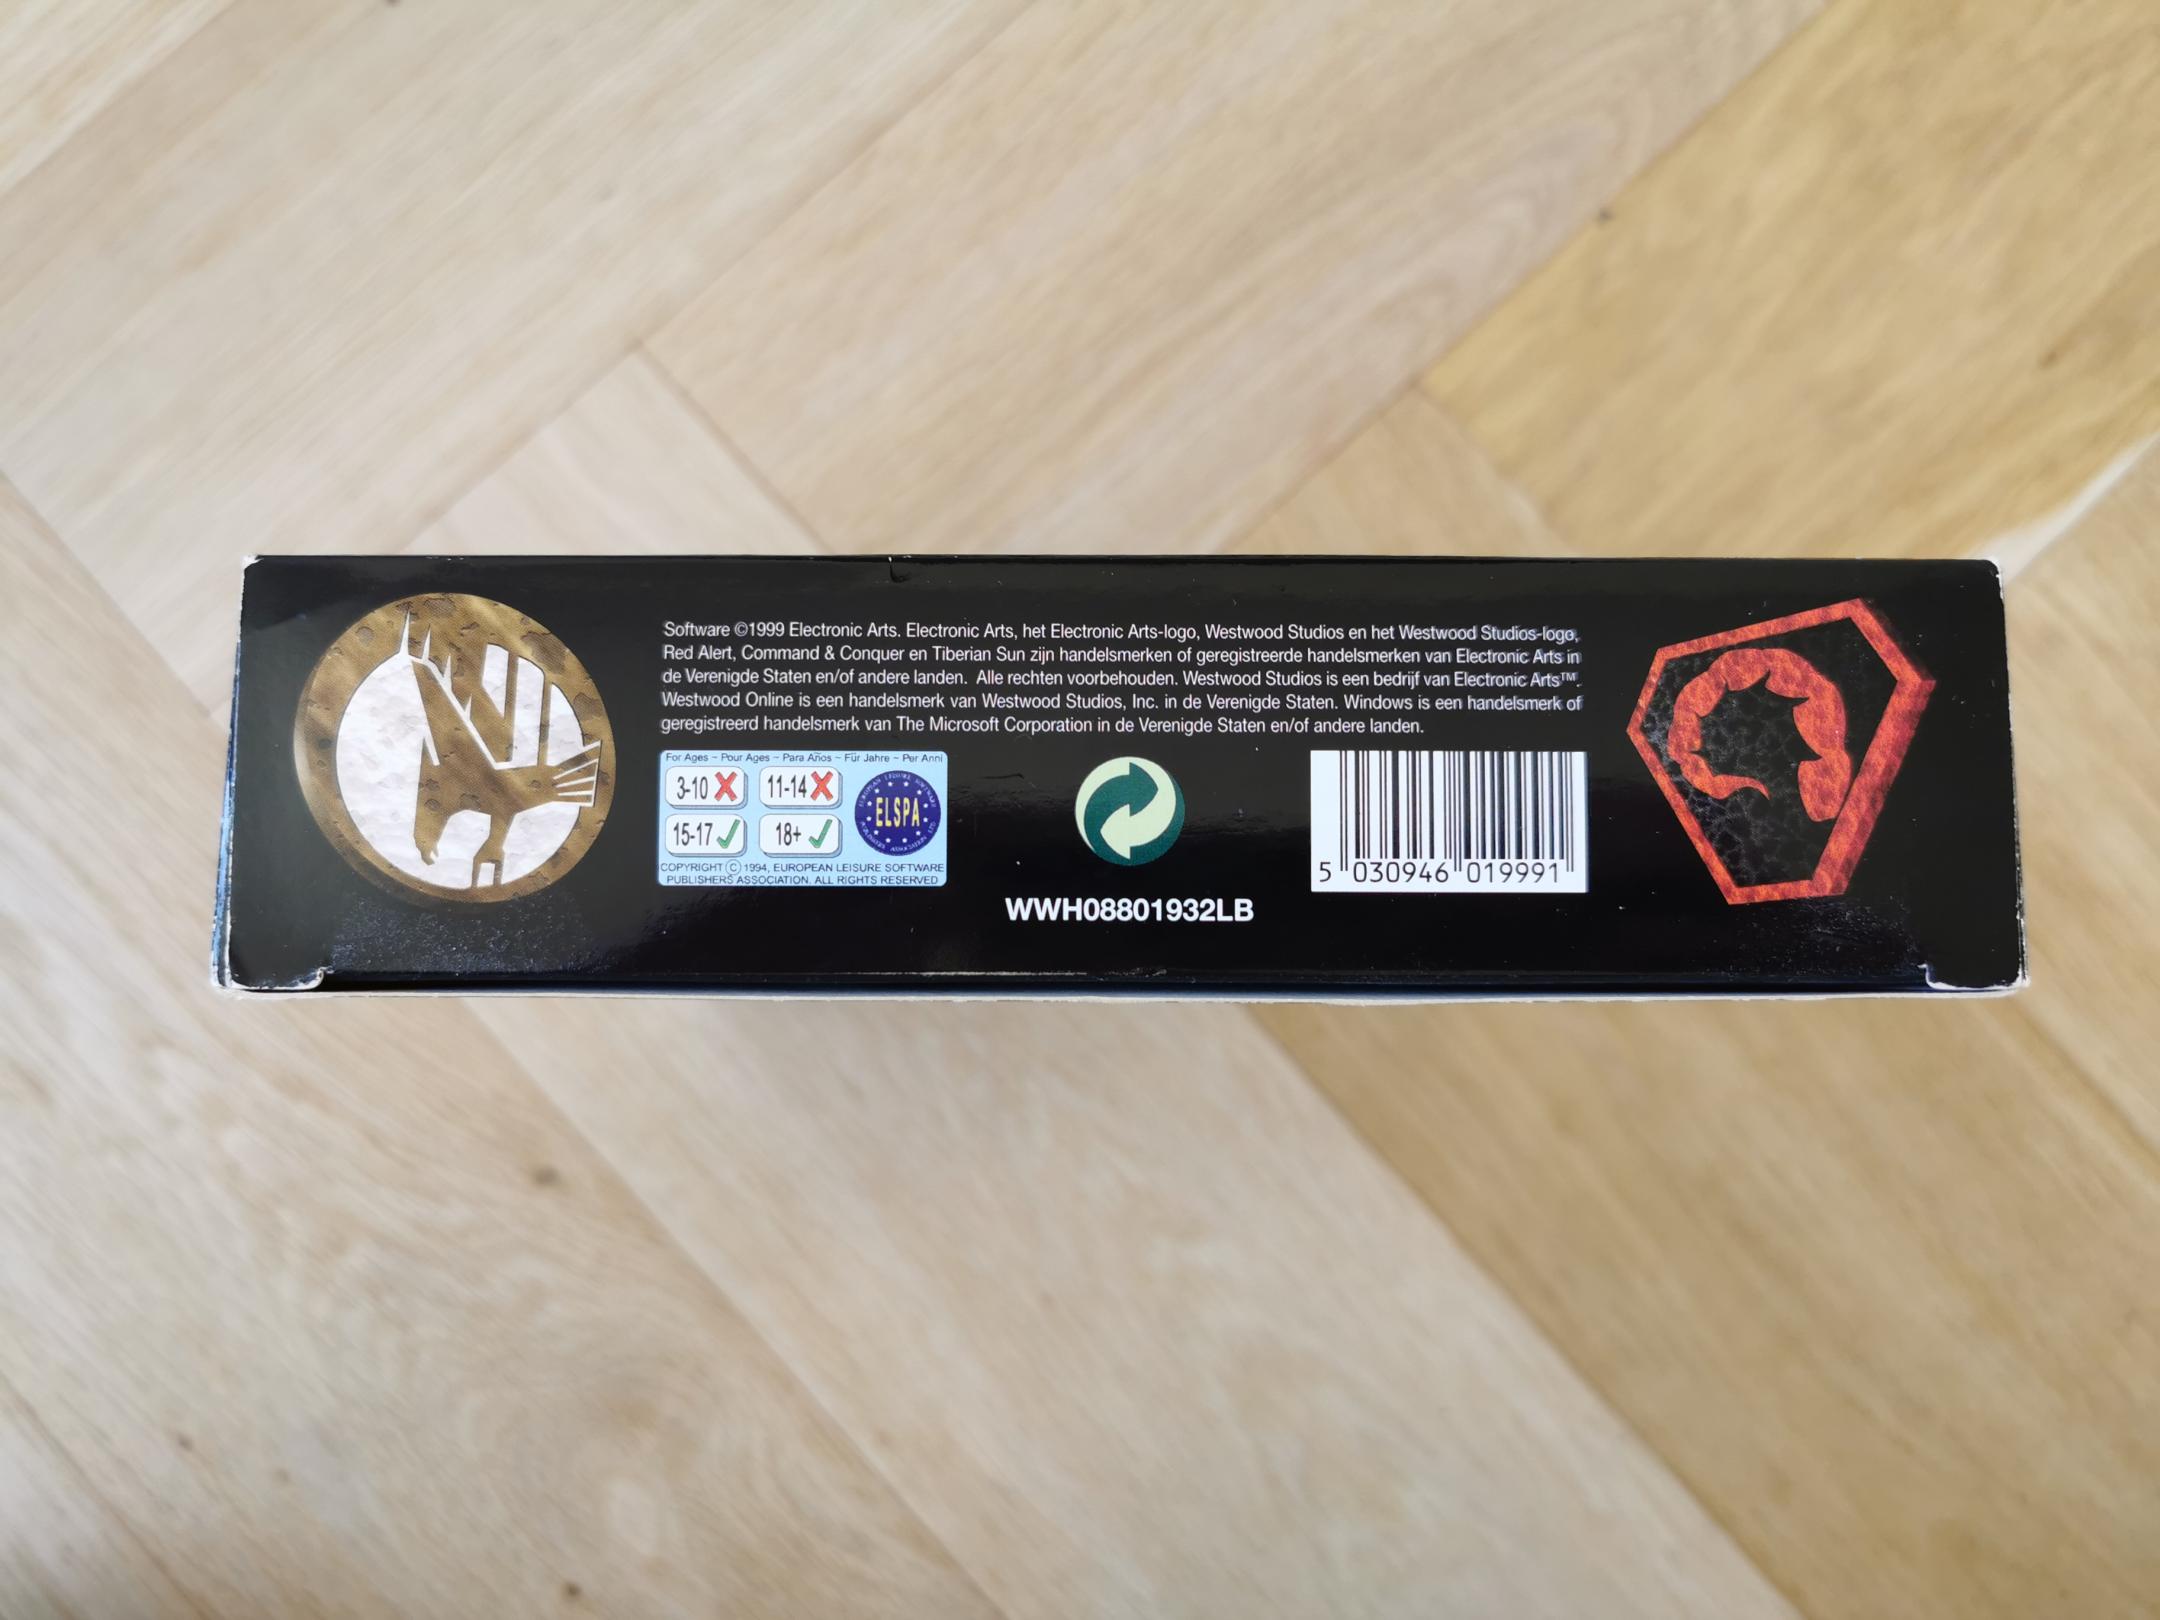 Software ©1999 Electronic Arts. Electronic Arts, het Electronic Arts-logo, Westwood Studios en het Westwood Studios-logo,
Red Alert, Command & Conquer en Tiberian Sun zijn handelsmerken of geregistreerde handelsmerken van Electronic Arts in
de Verenigde Staten en/of andere landen. Alle rechten voorbehouden. Westwood Studios is een bedrijf van Electronic Arts™.
Westwood Online is een handelsmerk van Westwood Studios, Inc. in de Verenigde Staten. Windows is een handelsmerk of
geregistreerd handelsmerk van The Microsoft Corporation in de Verenigde Staten en/of andere landen.
For Ages ~ Pour Ages ~ Para Años ~ Für Jahre ~ Per Anni
3-10 11-14
15-17 18+
EUROPEAN LEISURE SOFTWARE PUBLISHERS ASSOCIATION LTD
ELSPA
COPYRIGHT © 1994, EUROPEAN LEISURE SOFTWARE
PUBLISHERS ASSOCIATION. ALL RIGHTS RESERVED
WWH08801932LB
5 030946 019991